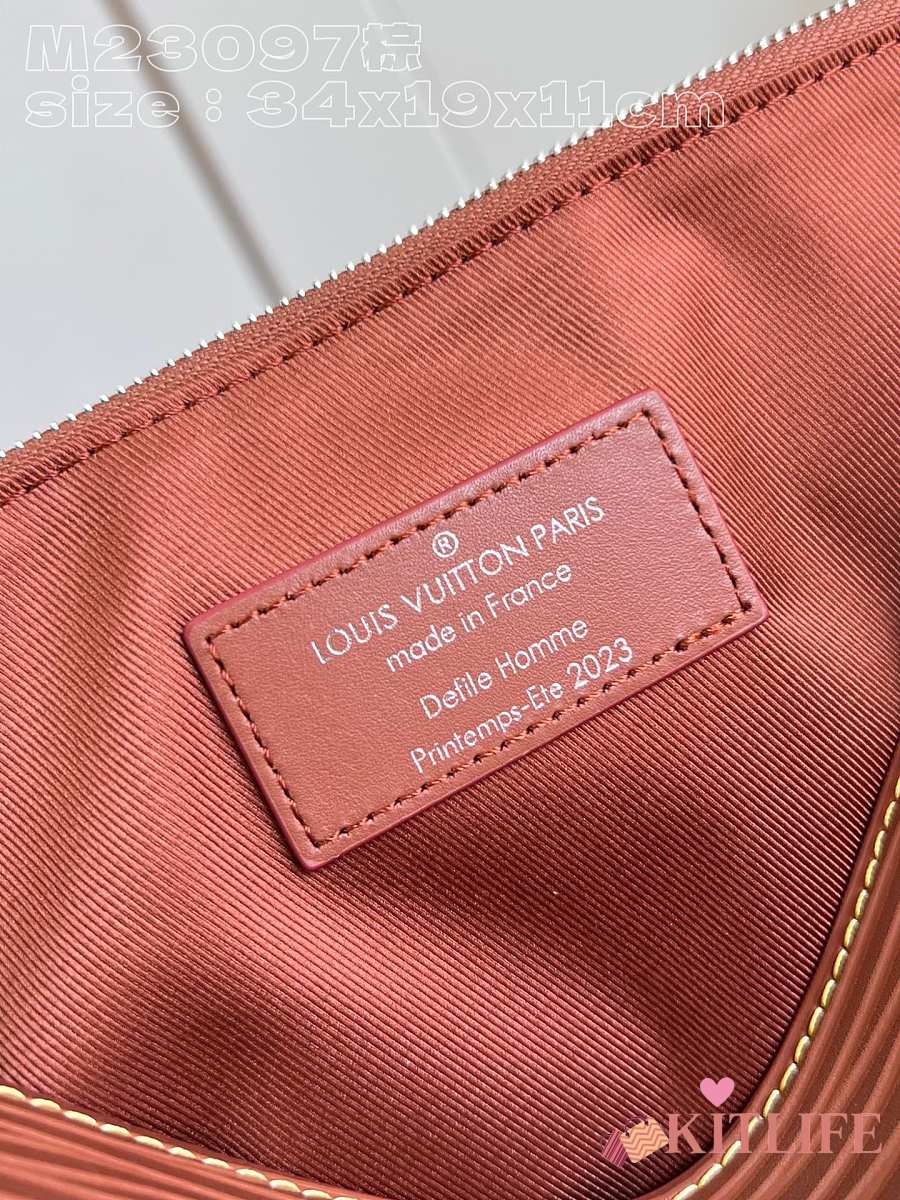 M23097棕
size : 34x19x11cm
®
LOUIS VUITTON PARIS
made in France
Defile Homme
Printemps-Ete 2023
KITLIFE